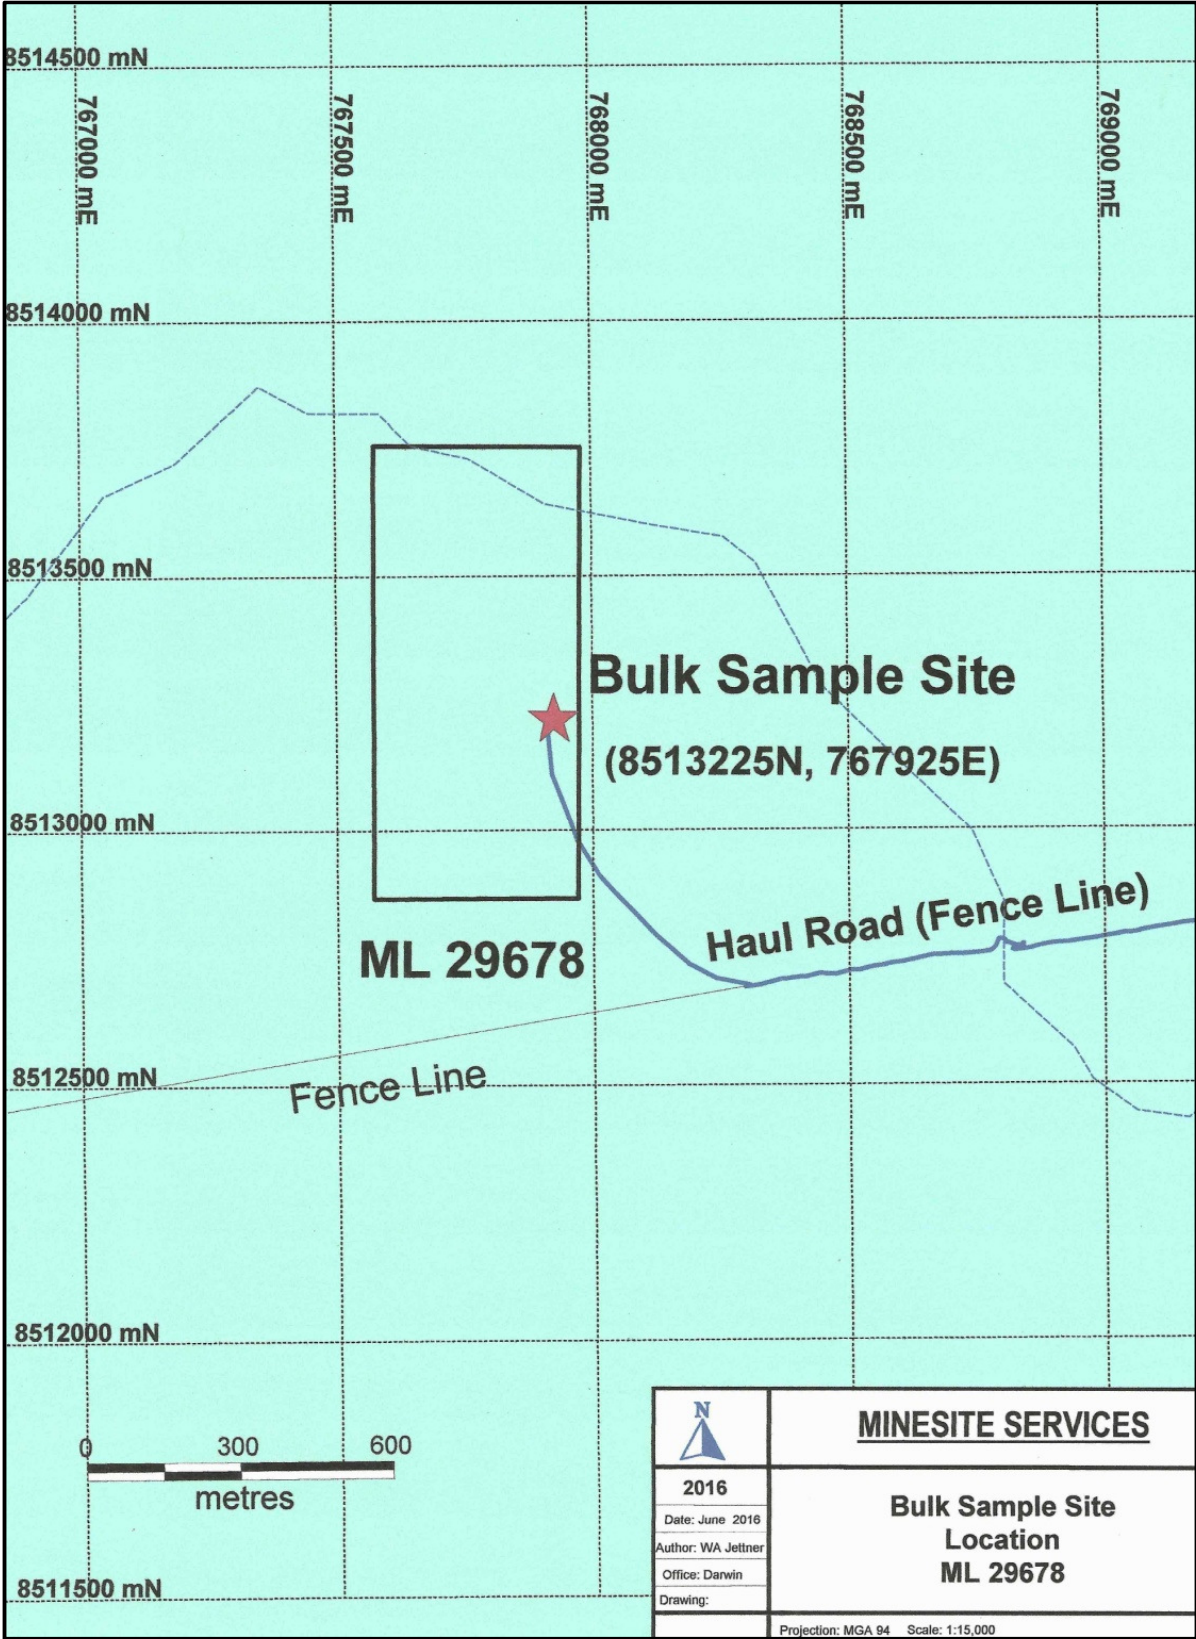 8514500 mN
767000 mE
767500 mE
768000 mE
768500 mE
769000 mE
8514000 mN
8513500 mN
Bulk Sample Site
(8513225N, 767925E)
8513000 mN
Haul Road (Fence Line)
ML 29678
Fence Line
8512500 mN
8512000 mN
0 300 600
metres
8511500 mN
N
MINESITE SERVICES
2016
Date: June 2016
Author: WA Jettner
Office: Darwin
Drawing:
Bulk Sample Site
Location
ML 29678
Projection: MGA 94 Scale: 1:15,000